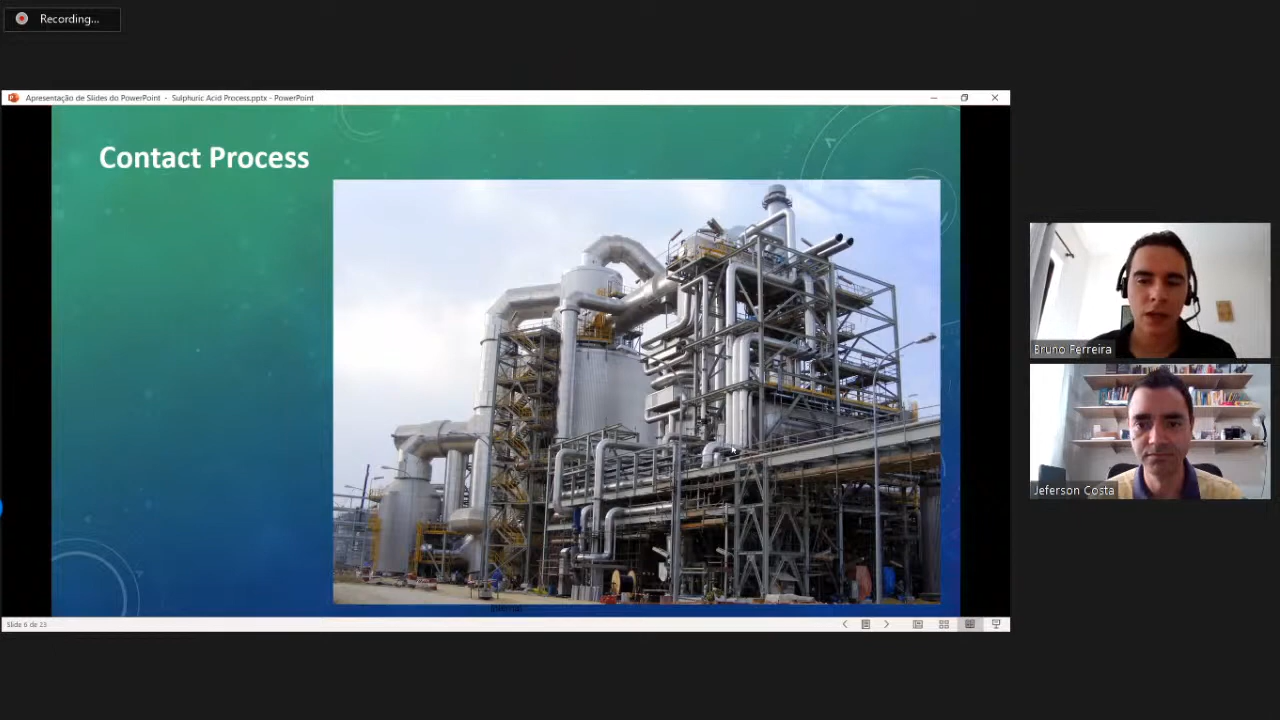 Recording...
Apresentação de Slides do PowerPoint - Sulphuric Acid Process.pptx - PowerPoint
Contact Process
Bruno Ferreira
Jeferson Costa
Slide 6 de 23